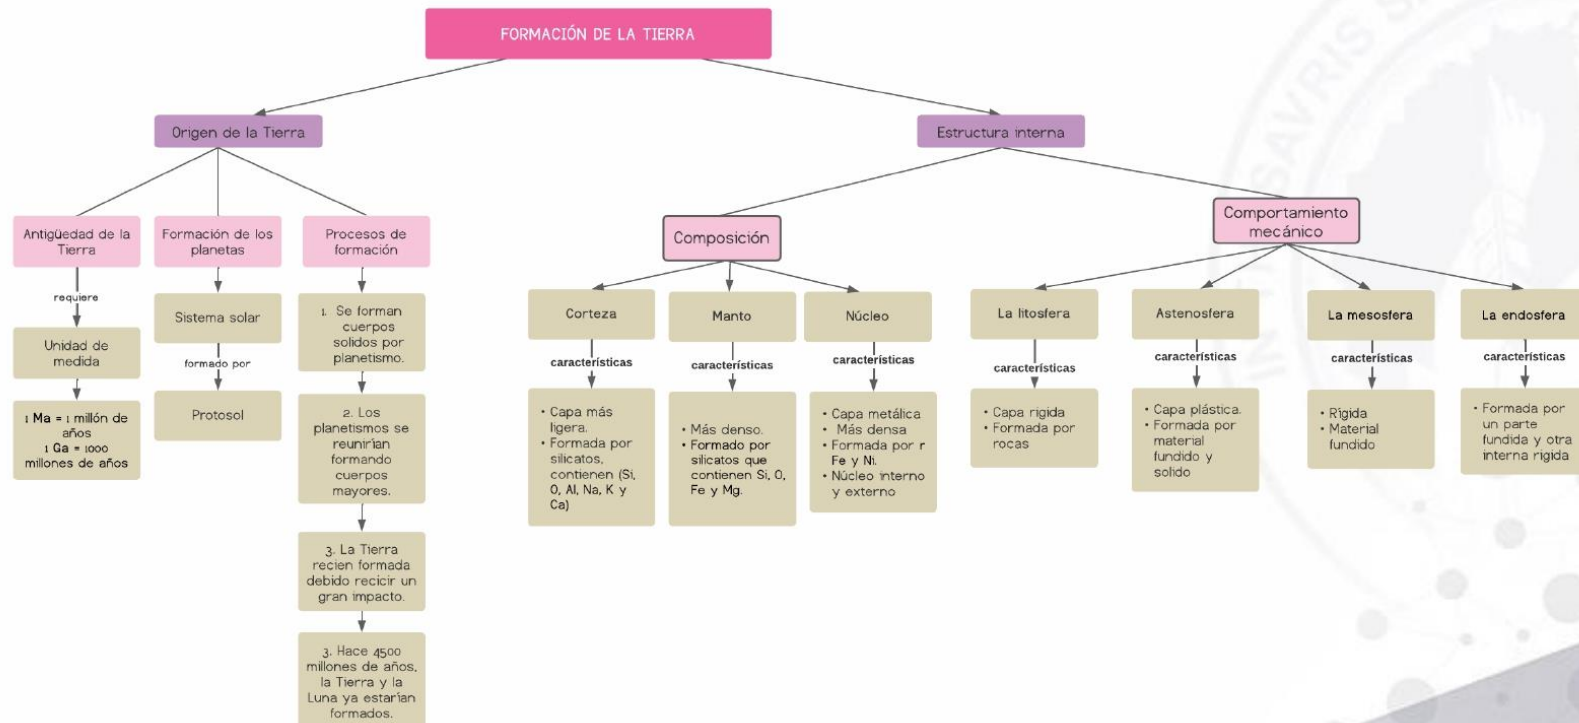 FORMACIÓN DE LA TIERRA
Origen de la Tierra
Estructura interna
Antigüedad de la
Tierra
requiere
Unidad de
medida
1 Ma = 1 millón de
años
1 Ga = 1000
millones de años
Formación de los
planetas
Sistema solar
formado por
Protosol
Procesos de
formación
1. Se forman
cuerpos
solidos por
planetismo.
2. Los
planetismos se
reunirían
formando
cuerpos
mayores.
3. La Tierra
recien formada
debido recicir un
gran impacto.
3. Hace 4500
millones de años,
la Tierra y la
Luna ya estarían
formados.
Composición
Corteza
características
• Capa más
ligera.
• Formada por
silicatos,
contienen (Si,
O, Al, Na, K y
Ca)
Manto
características
• Más denso.
• Formado por
silicatos que
contienen Si, O,
Fe y Mg.
Núcleo
características
• Capa metálica
• Más densa
• Formada por r
Fe y Ni.
• Núcleo interno
y externo
Comportamiento
mecánico
La litosfera
características
• Capa rigida
• Formada por
rocas
Astenosfera
características
• Capa plástica.
• Formada por
material
fundido y
solido
La mesosfera
características
• Rígida
• Material
fundido
La endosfera
características
• Formada por
un parte
fundida y otra
interna rigida